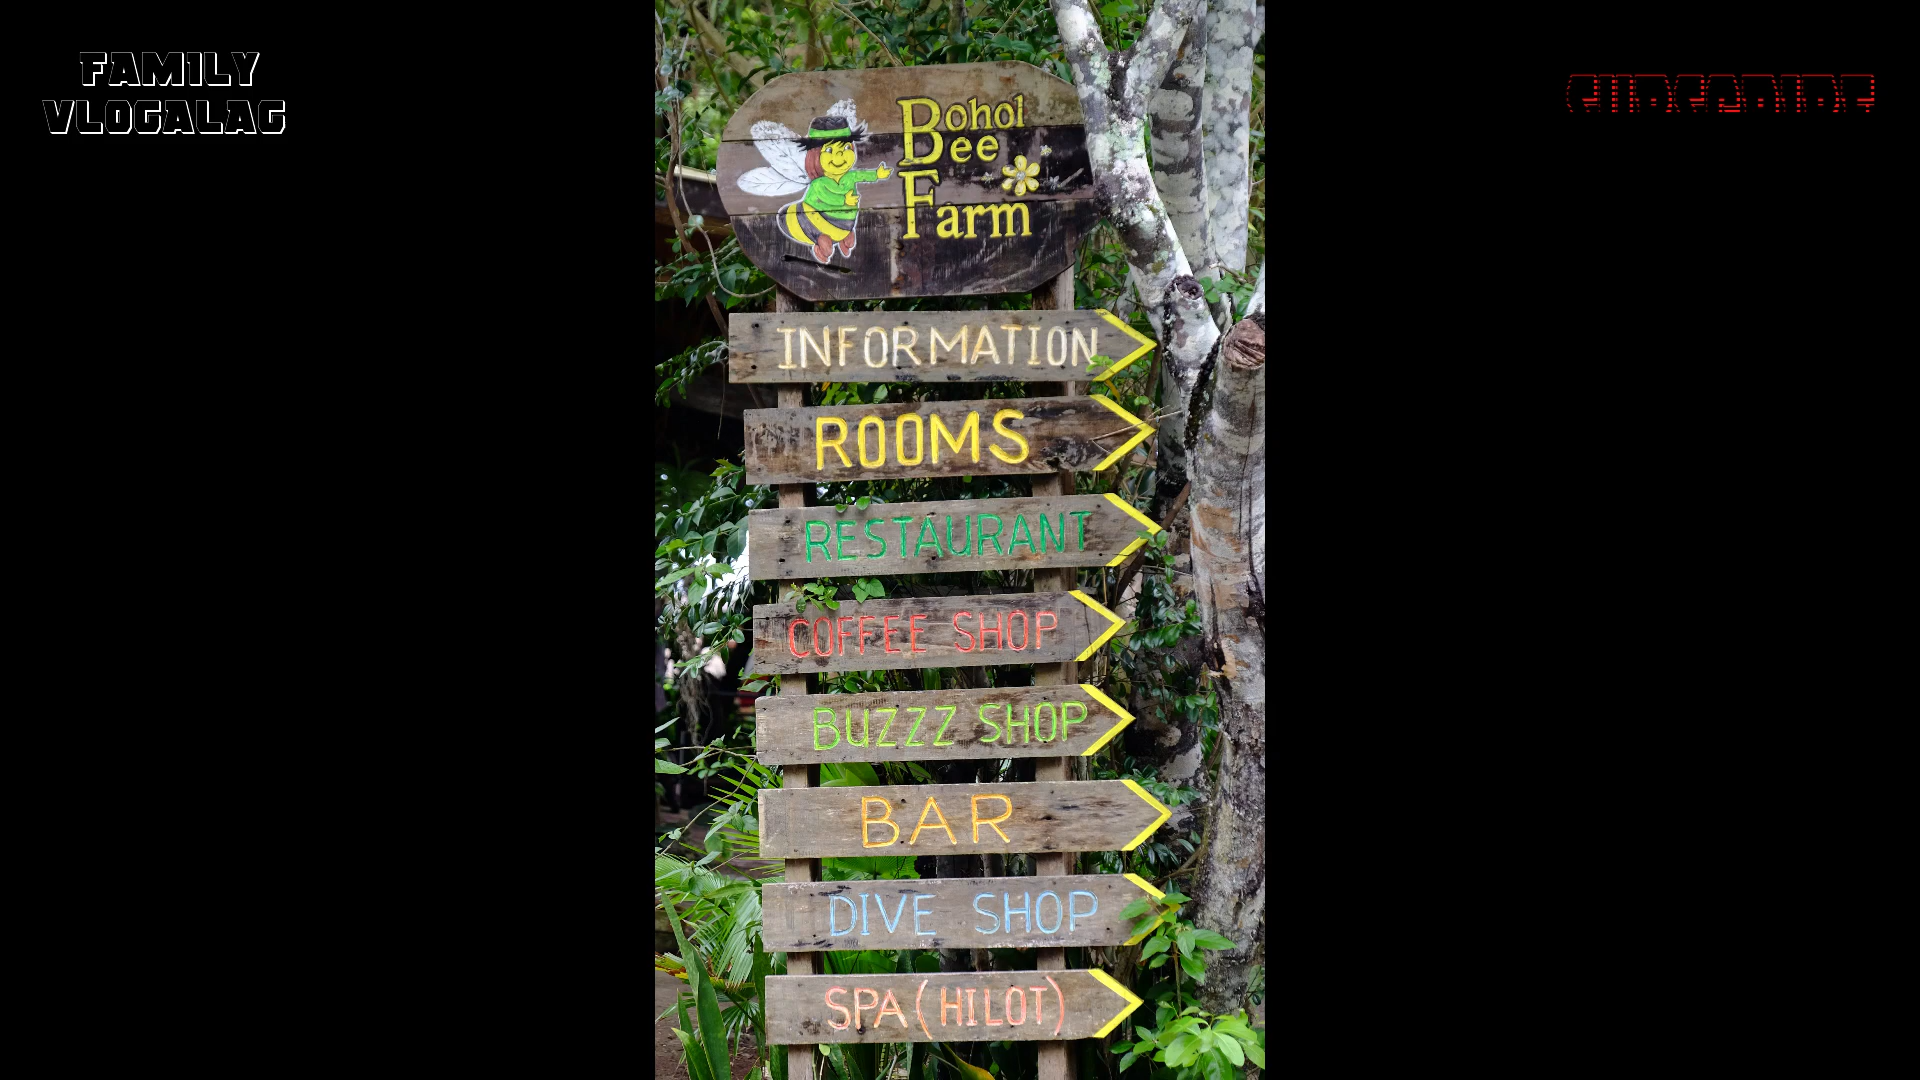 FAMILY
VLOGALAG
Bohol
Bee
Farm
INFORMATION
ROOMS
RESTAURANT
COFFEE SHOP
BUZZZ SHOP
BAR
DIVE SHOP
SPA (HILOT)